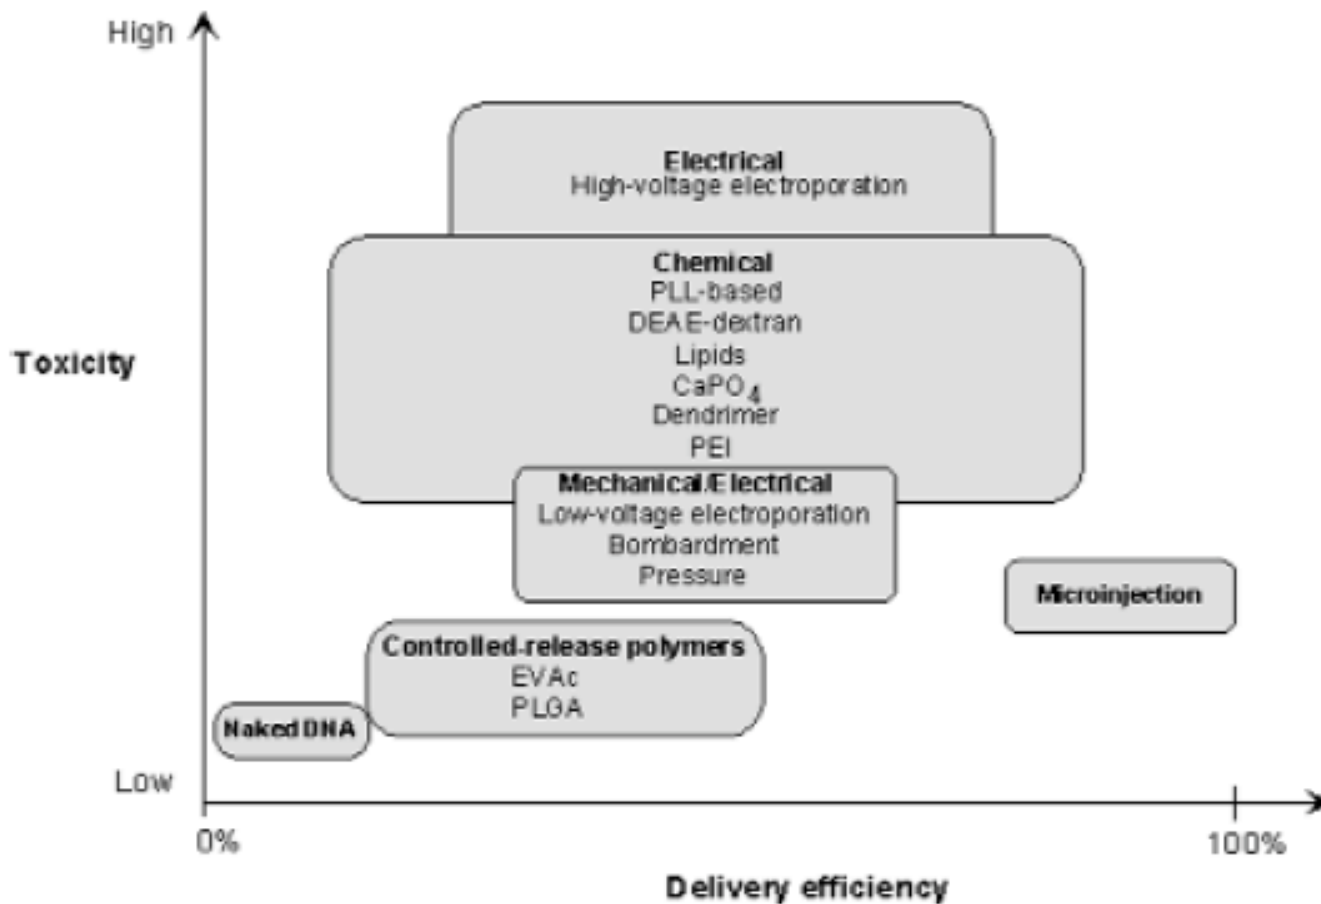 High
Electrical
High-voltage electroporation
Chemical
PLL-based
DEAE-dextran
Lipids
CaPO4
Dendrimer
PEI
Toxicity
Mechanical/Electrical
Low-voltage electroporation
Bombardment
Pressure
Microinjection
Controlled-release polymers
EVAc
PLGA
Naked DNA
Low
0%
100%
Delivery efficiency